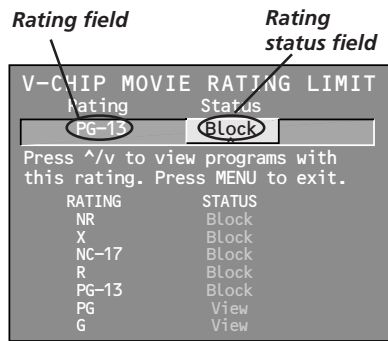 Rating field
Rating status field
V-CHIP MOVIE RATING LIMIT
Rating Status
PG-13 Block
Press ^/v to view programs with
this rating. Press MENU to exit.
RATING STATUS
NR Block
X Block
NC-17 Block
R Block
PG-13 Block
PG View
G View